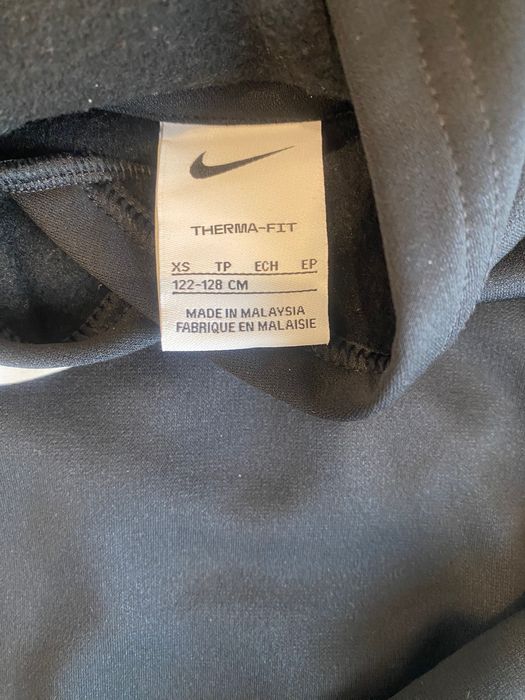 THERMA-FIT
XS TP ECH EP
122-128 CM
MADE IN MALAYSIA
FABRIQUE EN MALAISIE